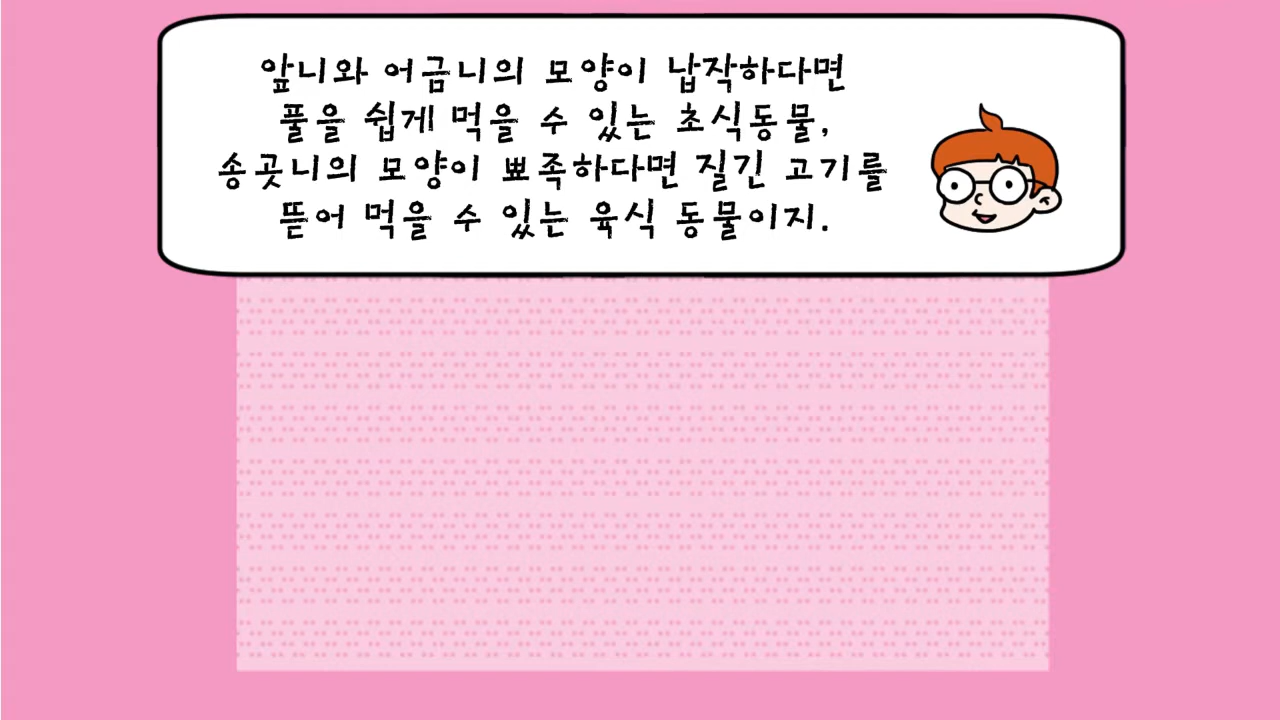 앞니와 어금니의 모양이 납작하다면
풀을 쉽게 먹을 수 있는 초식동물,
송곳니의 모양이 뾰족하다면 질긴 고기를
뜯어 먹을 수 있는 육식 동물이지.